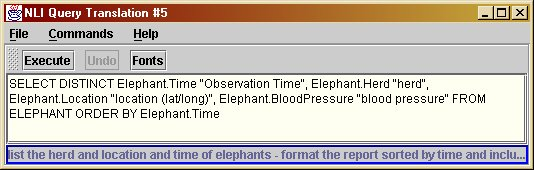 NLI Query Translation #5
File Commands Help
Execute Undo Fonts
SELECT DISTINCT Elephant.Time "Observation Time", Elephant.Herd "herd",
Elephant.Location "location (lat/long)", Elephant.BloodPressure "blood pressure" FROM
ELEPHANT ORDER BY Elephant.Time
list the herd and location and time of elephants - format the report sorted by time and inclu...